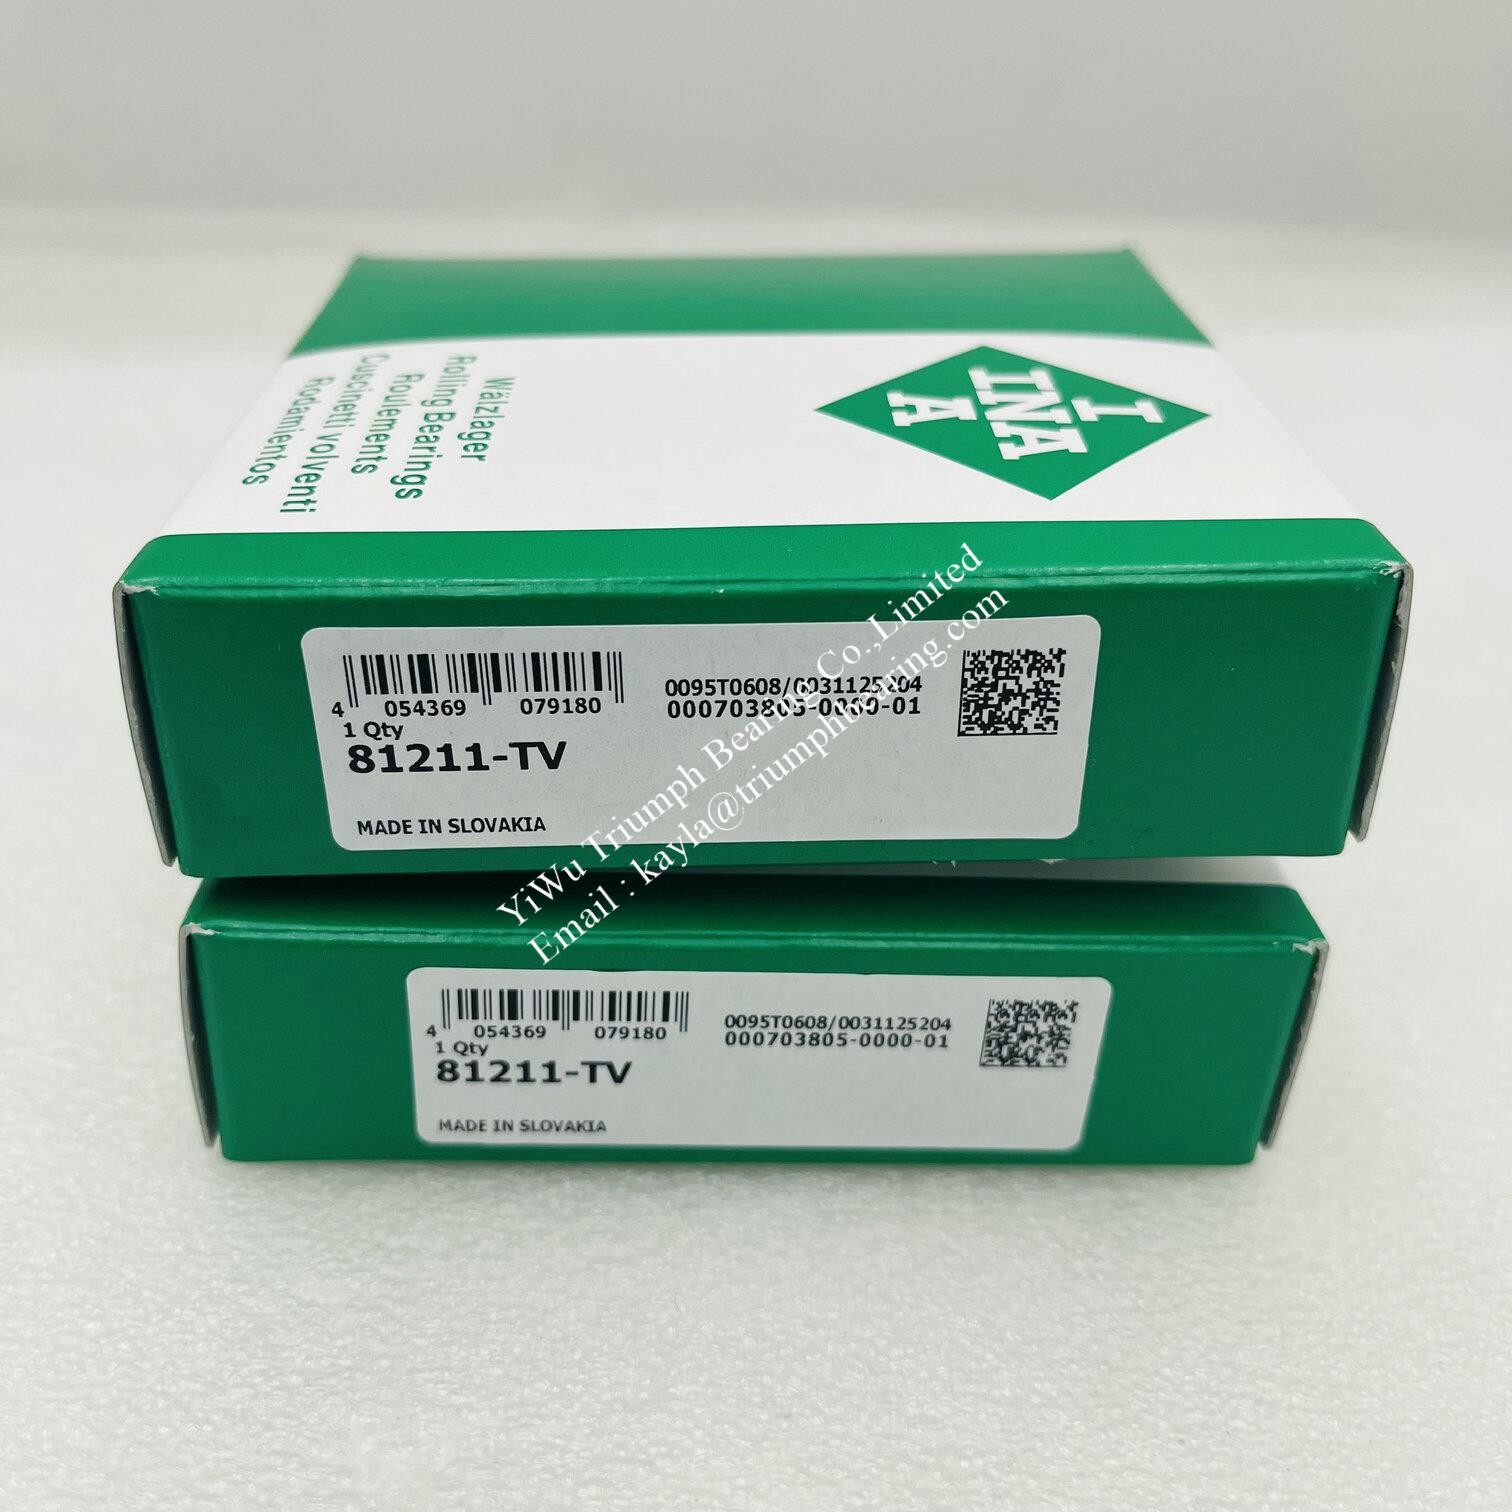 I
INA
A
Wälzlager
Rolling Bearings
Roulements
Cuscinetti volventi
Rodamientos
4 054369 079180
1 Qty
81211-TV
MADE IN SLOVAKIA
0095T0608/0031125204
000703805-0000-01
YiWu Triumph Bearing Co.,Limited
Email : kayla@triumphbearing.com
4 054369 079180
1 Qty
81211-TV
MADE IN SLOVAKIA
0095T0608/0031125204
000703805-0000-01